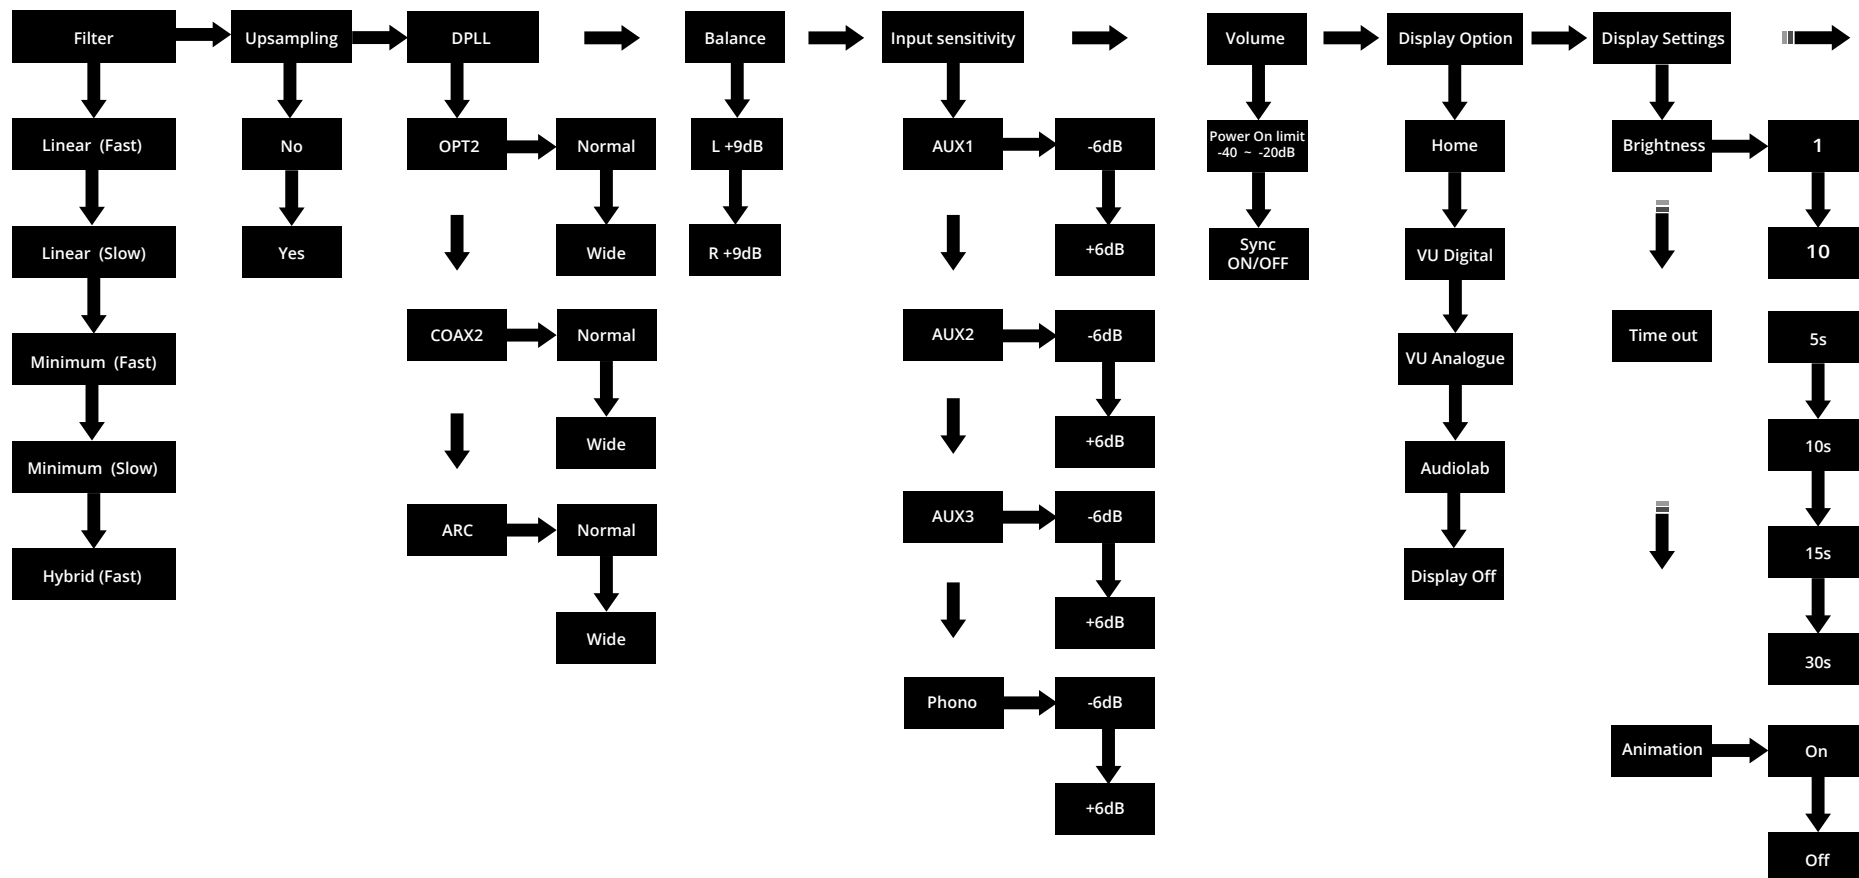 Filter
Upsampling
DPLL
Balance
Input sensitivity
Volume
Display Option
Display Settings
Linear (Fast)
Linear (Slow)
Minimum (Fast)
Minimum (Slow)
Hybrid (Fast)
No
Yes
OPT2
Normal
Wide
COAX2
Normal
Wide
ARC
Normal
Wide
L +9dB
R +9dB
AUX1
-6dB
+6dB
AUX2
-6dB
+6dB
AUX3
-6dB
+6dB
Phono
-6dB
+6dB
Power On limit
-40 ~ -20dB
Sync
ON/OFF
Home
VU Digital
VU Analogue
Audiolab
Display Off
Brightness
1
10
Time out
5s
10s
15s
30s
Animation
On
Off